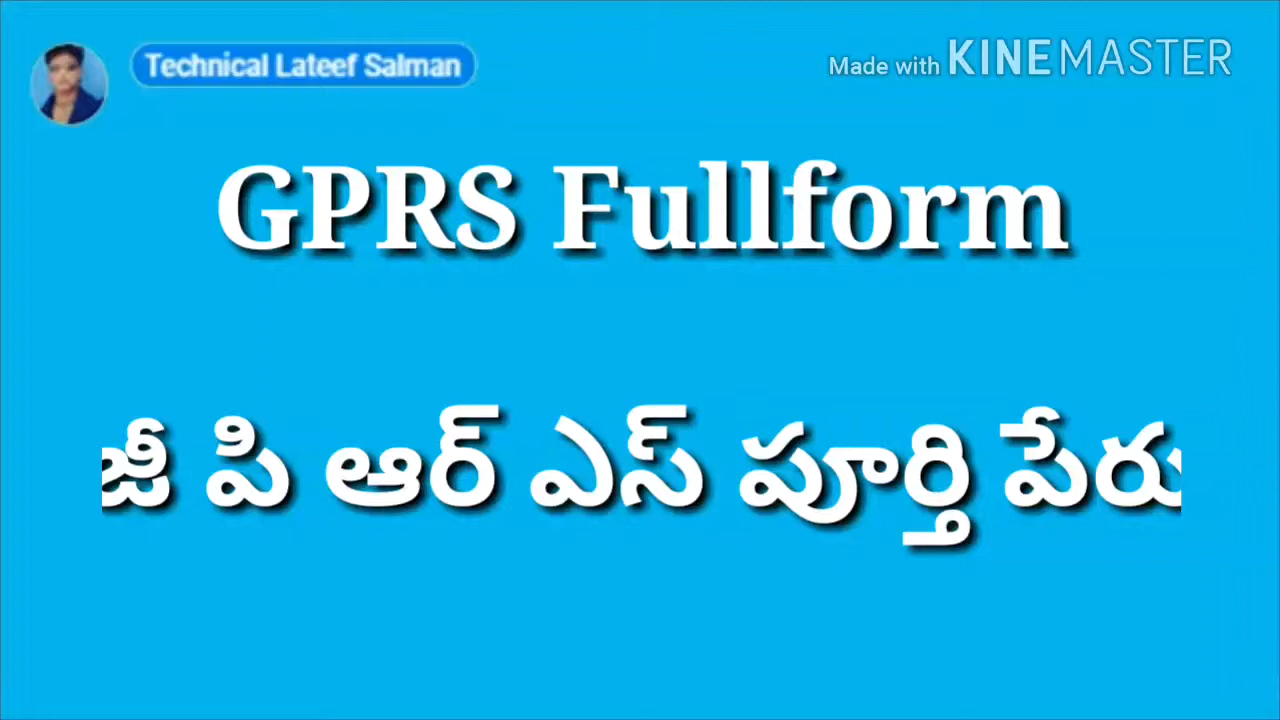 Technical Lateef Salman
Made with KINEMASTER
GPRS Fullform
జీ పి ఆర్ ఎస్ పూర్తి పేరు